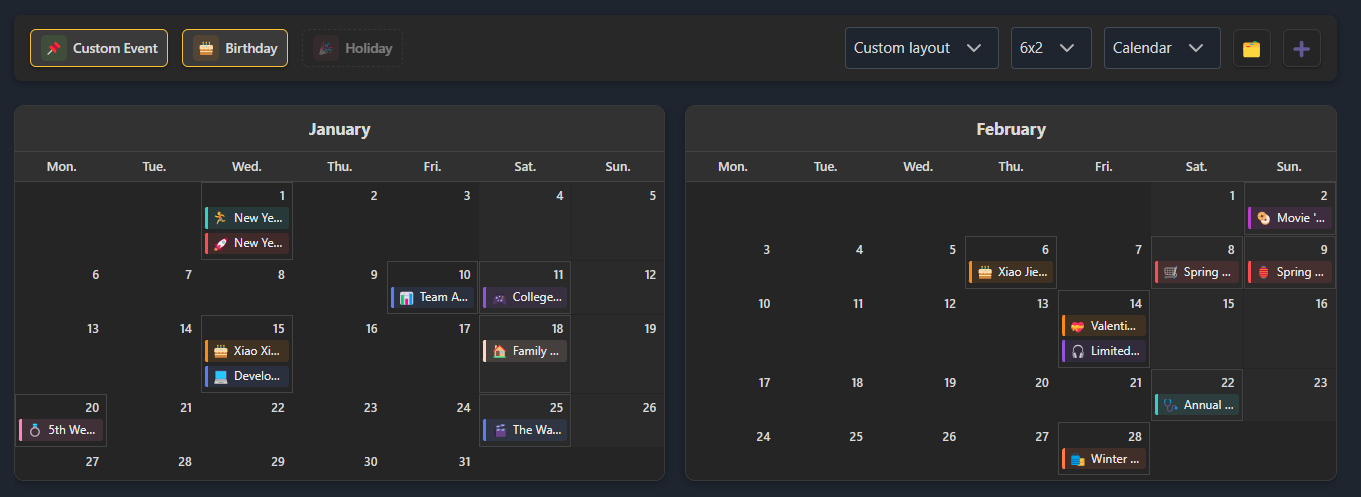 Custom Event Birthday Holiday Custom layout 6x2 Calendar
January
Mon. Tue. Wed. Thu. Fri. Sat. Sun.
1 2 3 4 5
New Ye...
New Ye...
6 7 8 9 10 11 12
Team A... College...
13 14 15 16 17 18 19
Xiao Xi... Family ...
Develo...
20 21 22 23 24 25 26
5th We... The Wa...
27 28 29 30 31
February
Mon. Tue. Wed. Thu. Fri. Sat. Sun.
1 2
Movie '...
3 4 5 6 7 8 9
Xiao Jie... Spring ... Spring ...
10 11 12 13 14 15 16
Valenti...
Limited...
17 18 19 20 21 22 23
Annual ...
24 25 26 27 28
Winter ...